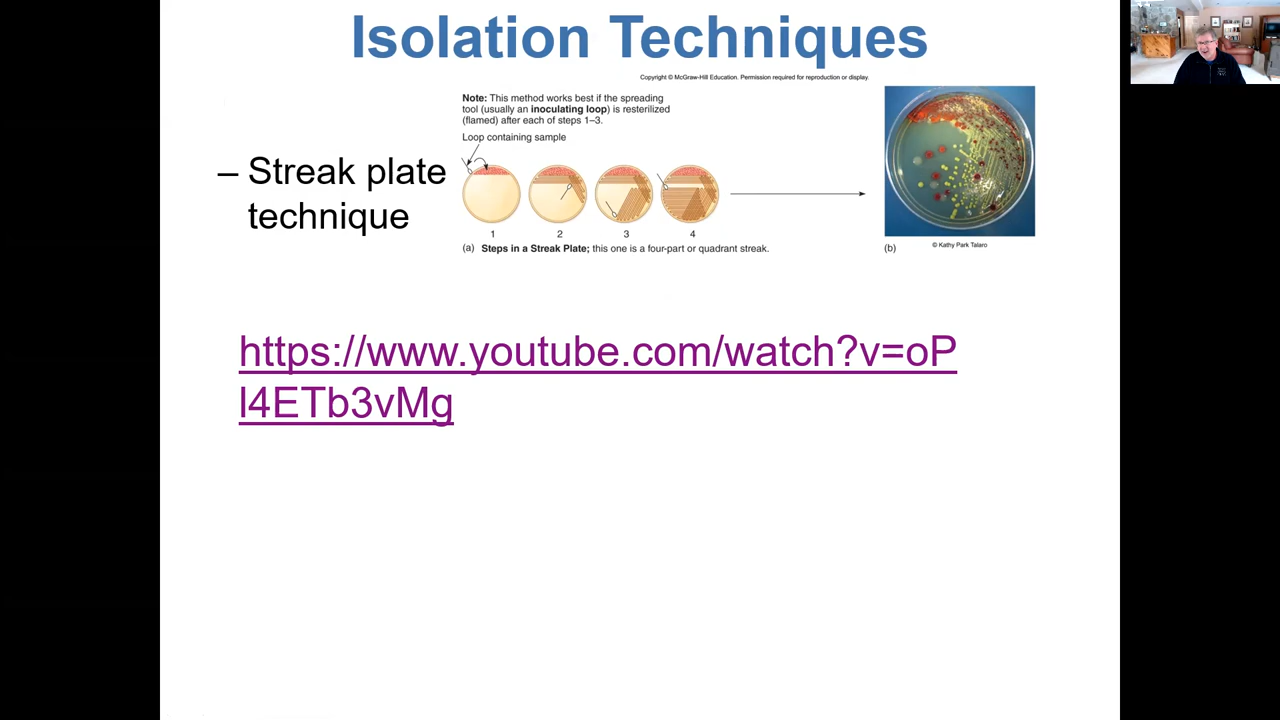 Isolation Techniques
Copyright © McGraw-Hill Education. Permission required for reproduction or display.
Note: This method works best if the spreading
tool (usually an inoculating loop) is resterilized
(flamed) after each of steps 1–3.
Loop containing sample
– Streak plate
technique
1 2 3 4
(a) Steps in a Streak Plate; this one is a four-part or quadrant streak.
(b) © Kathy Park Talaro
https://www.youtube.com/watch?v=oP
l4ETb3vMg